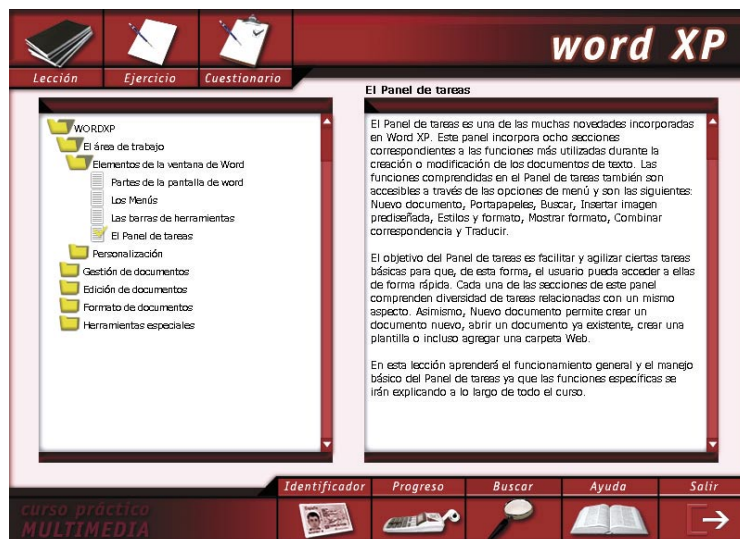 word XP
Lección
Ejercicio
Cuestionario
El Panel de tareas
WORDXP
El área de trabajo
Elementos de la ventana de Word
Partes de la pantalla de word
Los Menús
Las barras de herramientas
El Panel de tareas
Personalización
Gestión de documentos
Edición de documentos
Formato de documentos
Herramientas especiales
El Panel de tareas es una de las muchas novedades incorporadas
en Word XP. Este panel incorpora ocho secciones
correspondientes a las funciones más utilizadas durante la
creación o modificación de los documentos de texto. Las
funciones comprendidas en el Panel de tareas también son
accesibles a través de las opciones de menú y son las siguientes:
Nuevo documento, Portapapeles, Buscar, Insertar imagen
prediseñada, Estilos y formato, Mostrar formato, Combinar
correspondencia y Traducir.
El objetivo del Panel de tareas es facilitar y agilizar ciertas tareas
básicas para que, de esta forma, el usuario pueda acceder a ellas
de forma rápida. Cada una de las secciones de este panel
comprenden diversidad de tareas relacionadas con un mismo
aspecto. Asimismo, Nuevo documento permite crear un
documento nuevo, abrir un documento ya existente, crear una
plantilla o incluso agregar una carpeta Web.
En esta lección aprenderá el funcionamiento general y el manejo
básico del Panel de tareas ya que las funciones específicas se
irán explicando a lo largo de todo el curso.
Identificador
Progreso
Buscar
Ayuda
Salir
curso práctico
MULTIMEDIA